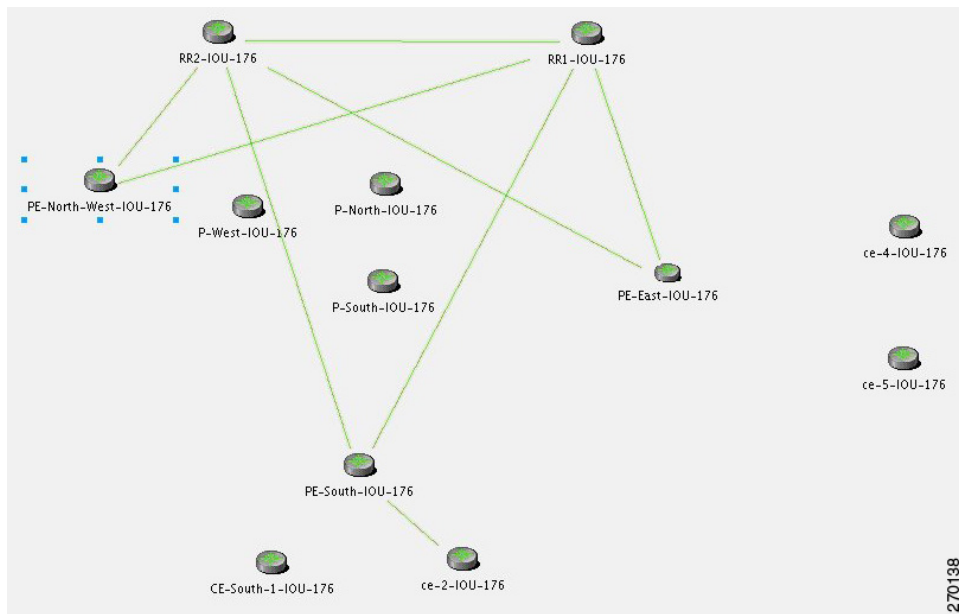 RR2-IOU-176
RR1-IOU-176
PE-North-West-IOU-176
P-West-IOU-176
P-North-IOU-176
ce-4-IOU-176
P-South-IOU-176
PE-East-IOU-176
ce-5-IOU-176
PE-South-IOU-176
CE-South-1-IOU-176
ce-2-IOU-176
270138